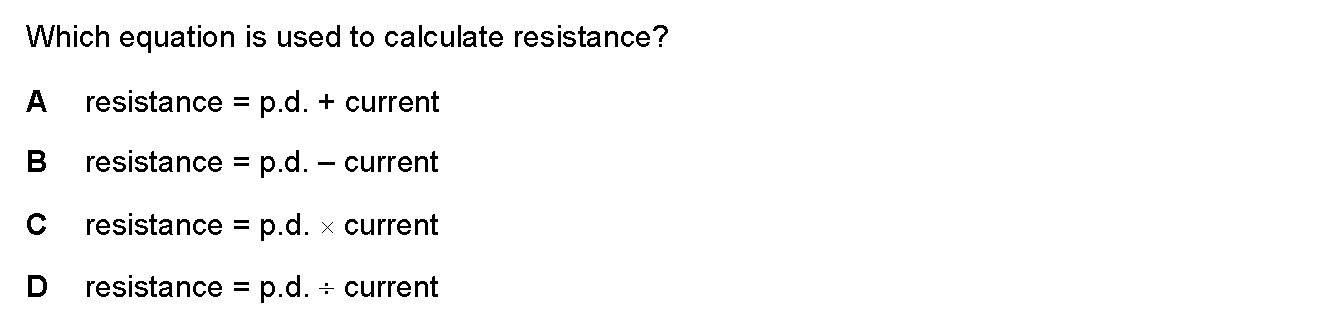 Which equation is used to calculate resistance?
A resistance = p.d. + current
B resistance = p.d. – current
C resistance = p.d. × current
D resistance = p.d. ÷ current